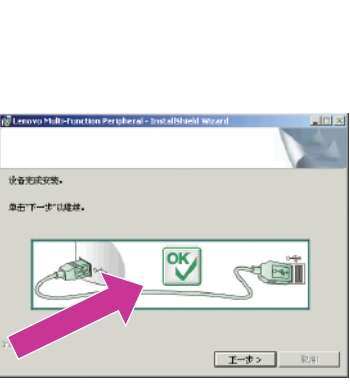 Lenovo Multi-Function Peripheral - InstallShield Wizard
设备完成安装。
单击“下一步”以继续。
OK
下一步 >
取消